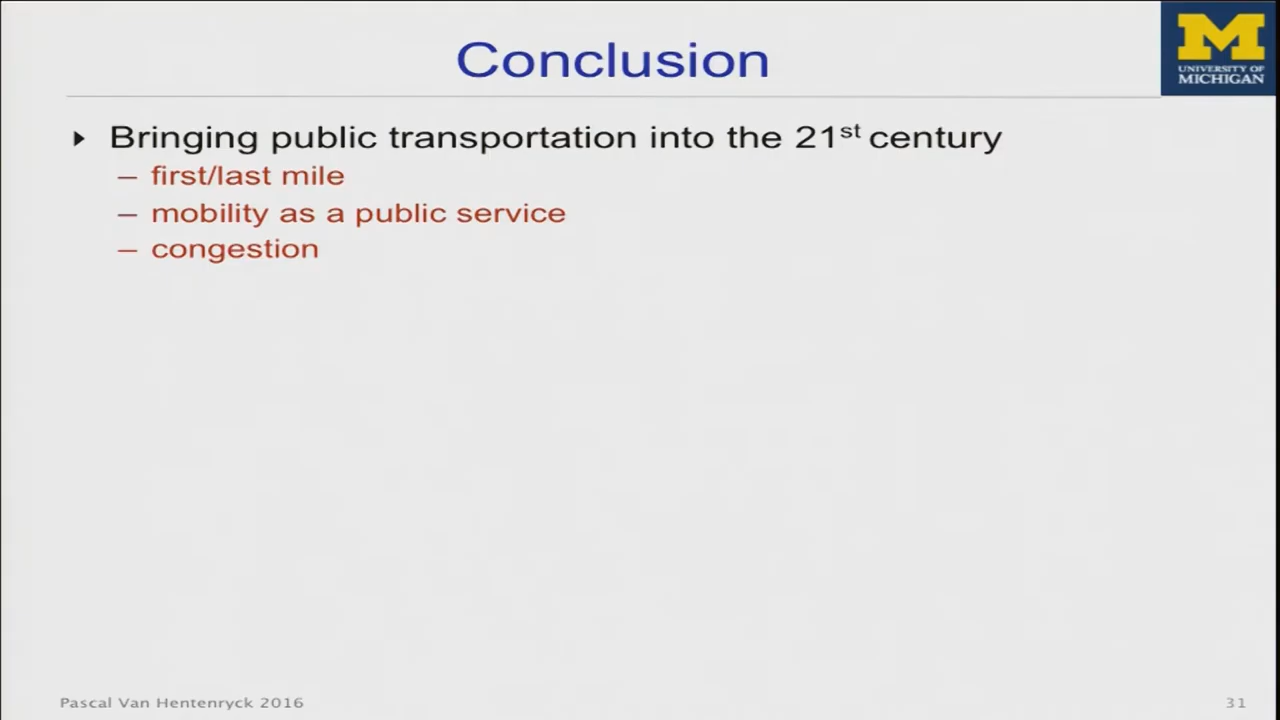 Conclusion
M
UNIVERSITY OF
MICHIGAN
Bringing public transportation into the 21st century
– first/last mile
– mobility as a public service
– congestion
Pascal Van Hentenryck 2016
31